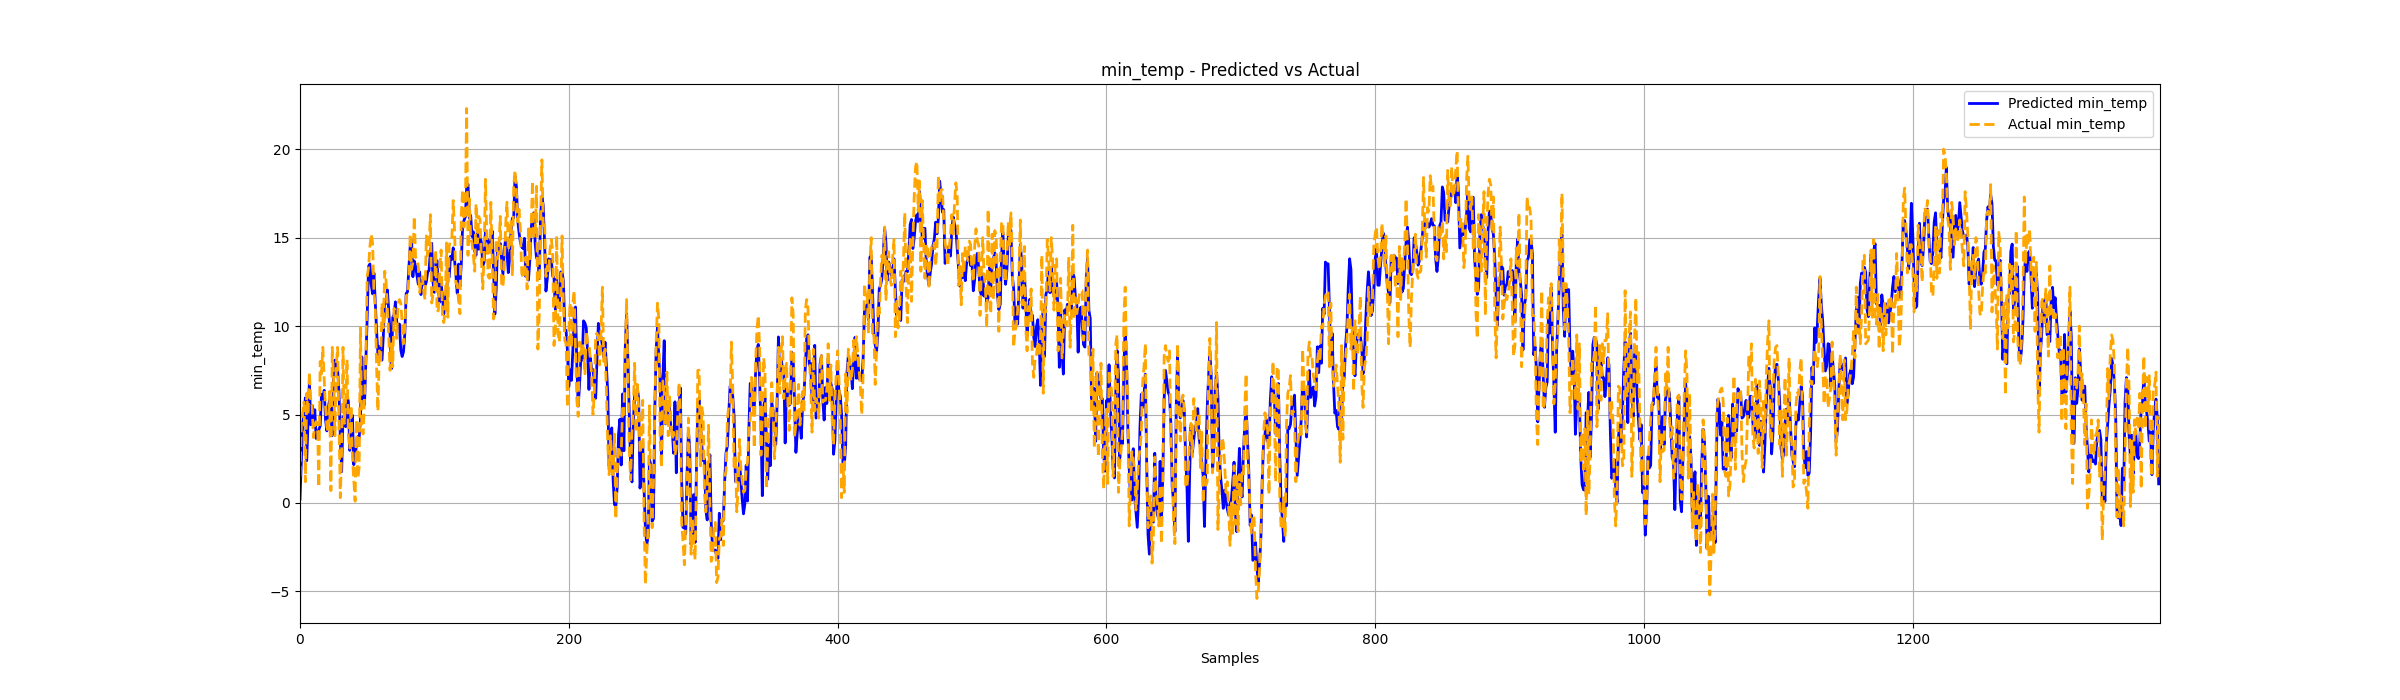 min_temp - Predicted vs Actual
Predicted min_temp
Actual min_temp
20
15
10
5
0
−5
min_temp
0 200 400 600 800 1000 1200
Samples